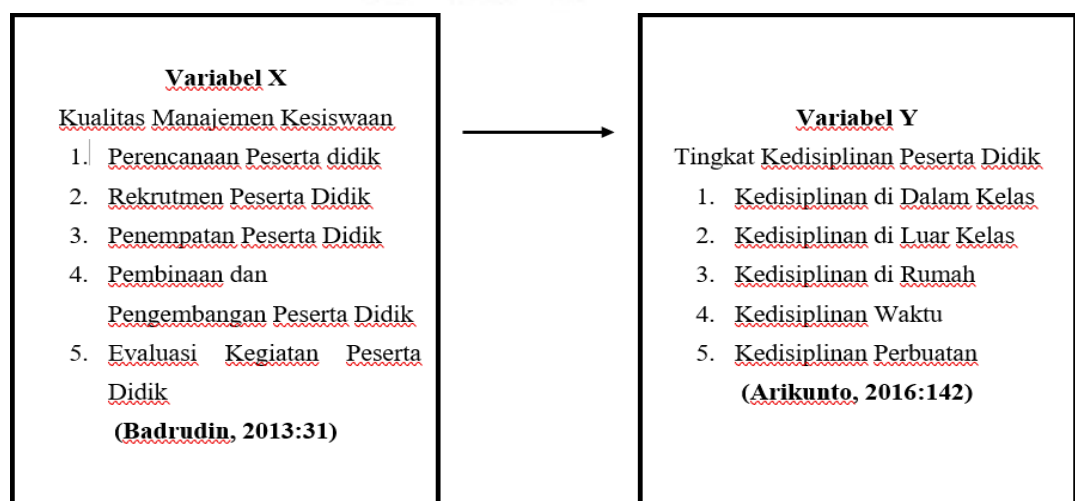 Variabel X
Kualitas Manajemen Kesiswaan
1. Perencanaan Peserta didik
2. Rekrutmen Peserta Didik
3. Penempatan Peserta Didik
4. Pembinaan dan
Pengembangan Peserta Didik
5. Evaluasi Kegiatan Peserta
Didik
(Badrudin, 2013:31)
Variabel Y
Tingkat Kedisiplinan Peserta Didik
1. Kedisiplinan di Dalam Kelas
2. Kedisiplinan di Luar Kelas
3. Kedisiplinan di Rumah
4. Kedisiplinan Waktu
5. Kedisiplinan Perbuatan
(Arikunto, 2016:142)